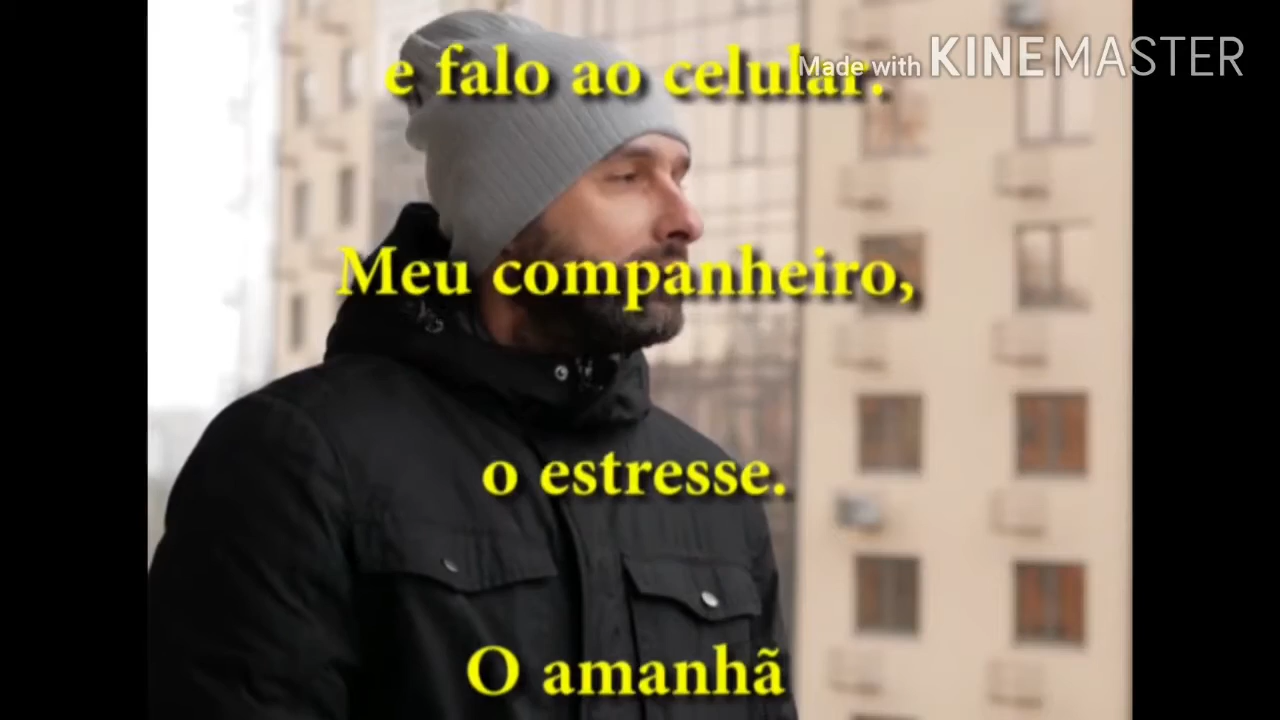 e falo ao celular.
Made with KINEMASTER
Meu companheiro,
o estresse.
O amanhã